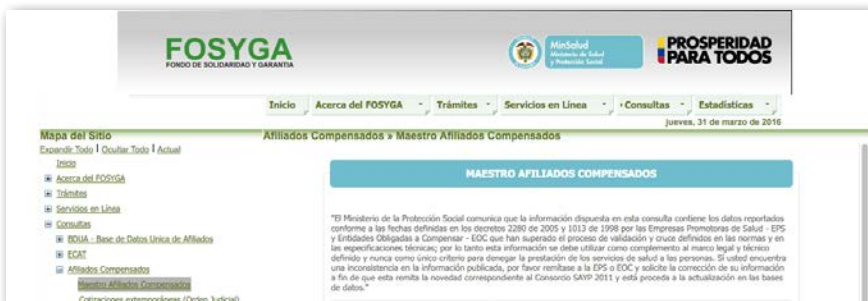 FOSYGA
FONDO DE SOLIDARIDAD Y GARANTIA
MinSalud
Ministerio de Salud
y Protección Social
PROSPERIDAD
PARA TODOS
Inicio Acerca del FOSYGA Trámites Servicios en Linea Consultas Estadísticas
jueves, 31 de marzo de 2016
Mapa del Sitio
Afiliados Compensados » Maestro Afiliados Compensados
Expandir Todo | Ocultar Todo | Actual
Inicio
Acerca del FOSYGA
Trámites
Servicios en Linea
Consultas
BDUA - Base de Datos Unica de Afiliados
ECAT
Afiliados Compensados
Maestro Afiliados Compensados
Cotizaciones extemporáneas (Orden Judicial)
MAESTRO AFILIADOS COMPENSADOS
"El Ministerio de la Protección Social comunica que la información dispuesta en esta consulta contiene los datos reportados
conforme a las fechas definidas en los decretos 2280 de 2005 y 1013 de 1998 por las Empresas Promotoras de Salud - EPS
y Entidades Obligadas a Compensar - EOC que han superado el proceso de validación y cruce definidos en las normas y en
las especificaciones técnicas; por lo tanto esta información se debe utilizar como complemento al marco legal y técnico
definido y nunca como único criterio para denegar la prestación de los servicios de salud a las personas. Sí usted encuentra
una inconsistencia en la información publicada, por favor remítase a la EPS o EOC y solicite la corrección de su información
a fin de que esta remita la novedad correspondiente al Consorcio SAYP 2011 y está proceda a la actualización en las bases
de datos."